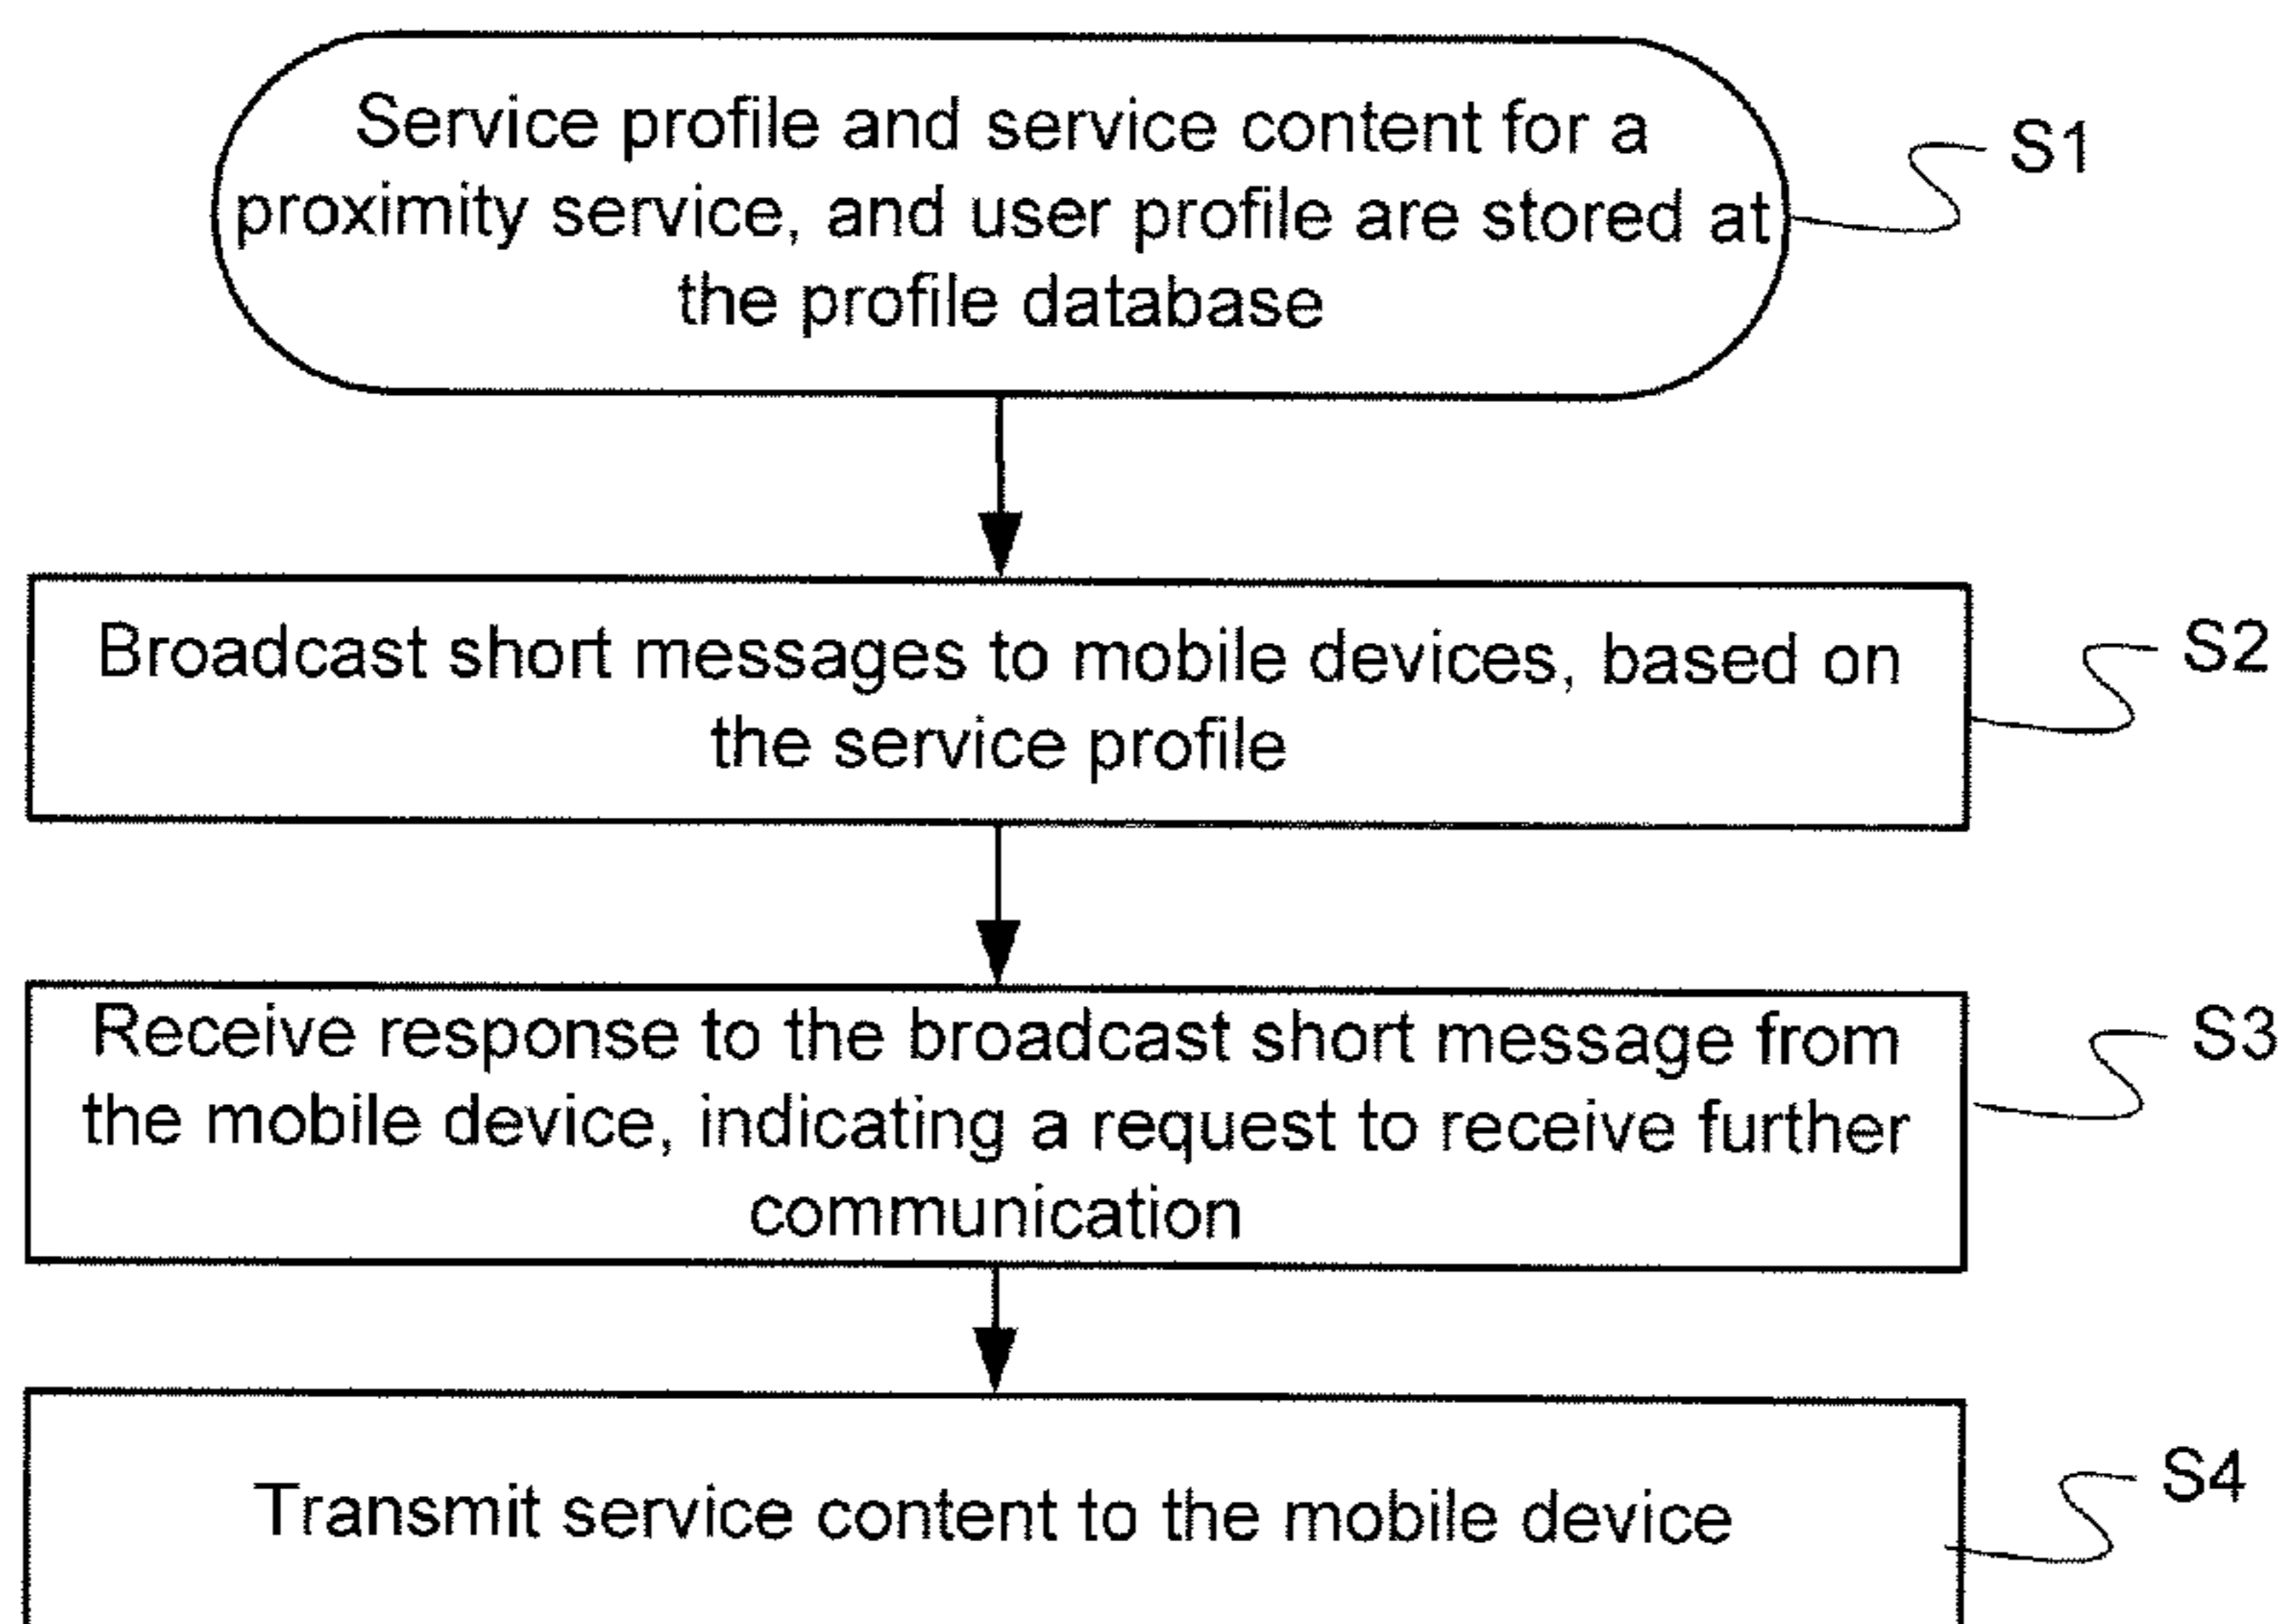 Service profile and service content for a
proximity service, and user profile are stored at
the profile database
S1
Broadcast short messages to mobile devices, based on
the service profile
S2
Receive response to the broadcast short message from
the mobile device, indicating a request to receive further
communication
S3
Transmit service content to the mobile device
S4